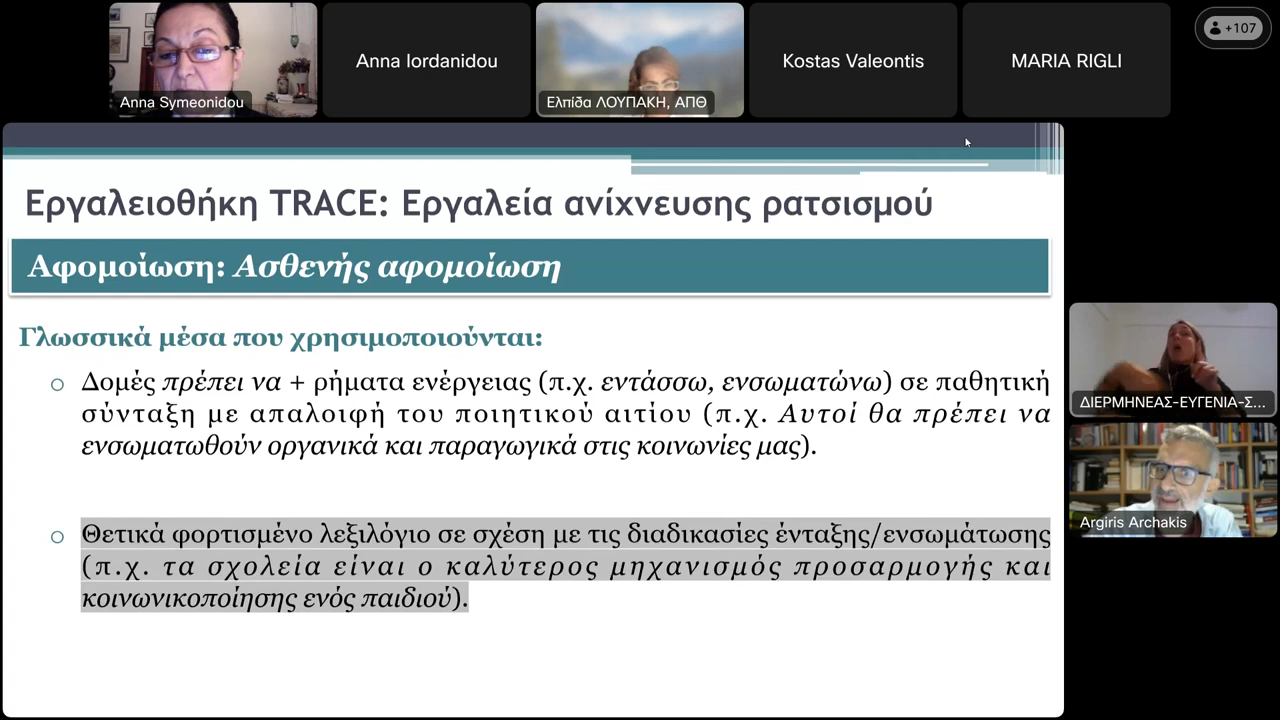 Anna Symeonidou
Anna Iordanidou
Ελπίδα ΛΟΥΠΑΚΗ, ΑΠΘ
Kostas Valeontis
MARIA RIGLI
+107
Εργαλειοθήκη TRACE: Εργαλεία ανίχνευσης ρατσισμού
Αφομοίωση: Ασθενής αφομοίωση
Γλωσσικά μέσα που χρησιμοποιούνται:
Δομές πρέπει να + ρήματα ενέργειας (π.χ. εντάσσω, ενσωματώνω) σε παθητική
σύνταξη με απαλοιφή του ποιητικού αιτίου (π.χ. Αυτοί θα πρέπει να
ενσωματωθούν οργανικά και παραγωγικά στις κοινωνίες μας).
Θετικά φορτισμένο λεξιλόγιο σε σχέση με τις διαδικασίες ένταξης/ενσωμάτωσης
(π.χ. τα σχολεία είναι ο καλύτερος μηχανισμός προσαρμογής και
κοινωνικοποίησης ενός παιδιού).
ΔΙΕΡΜΗΝΕΑΣ-ΕΥΓΕΝΙΑ-Σ...
Argiris Archakis